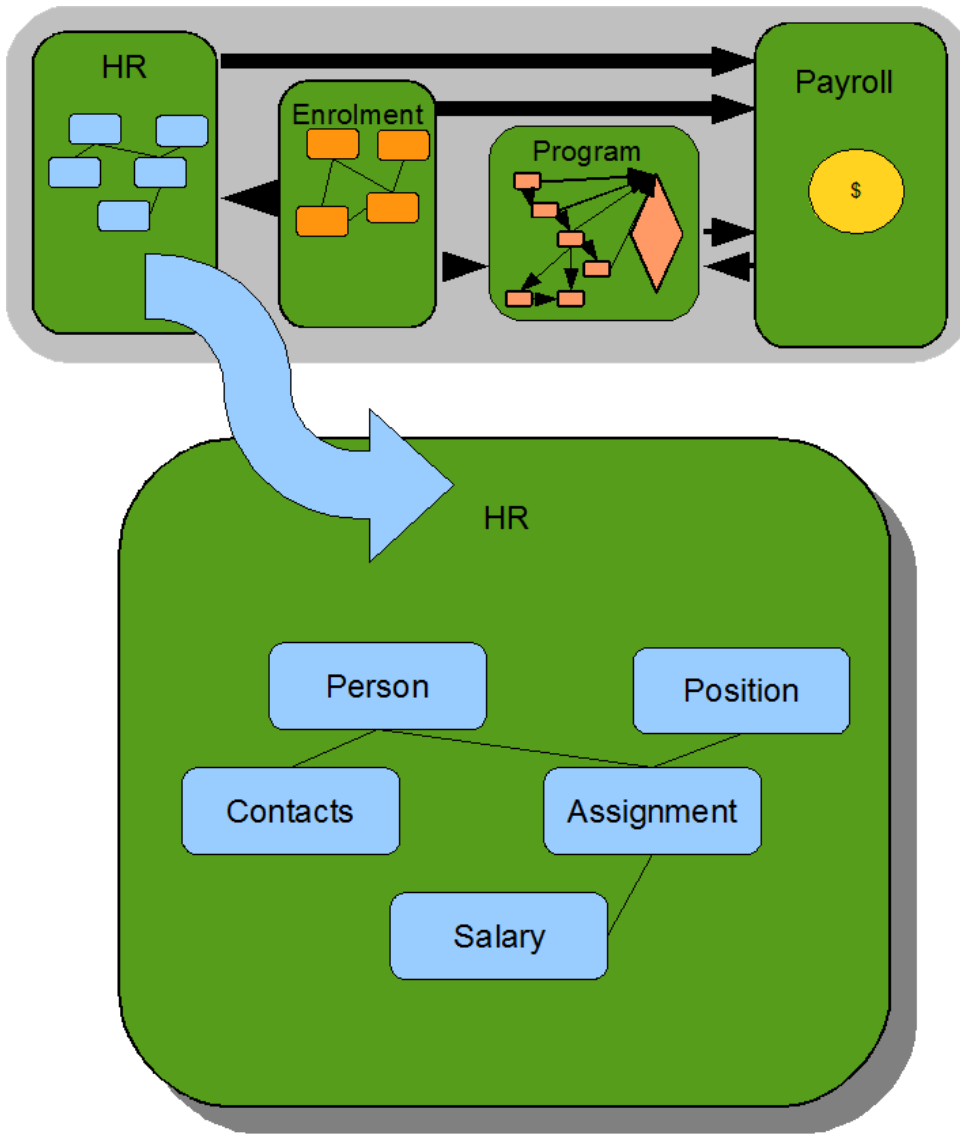 HR
Enrolment
Program
Payroll
$
HR
Person
Position
Contacts
Assignment
Salary